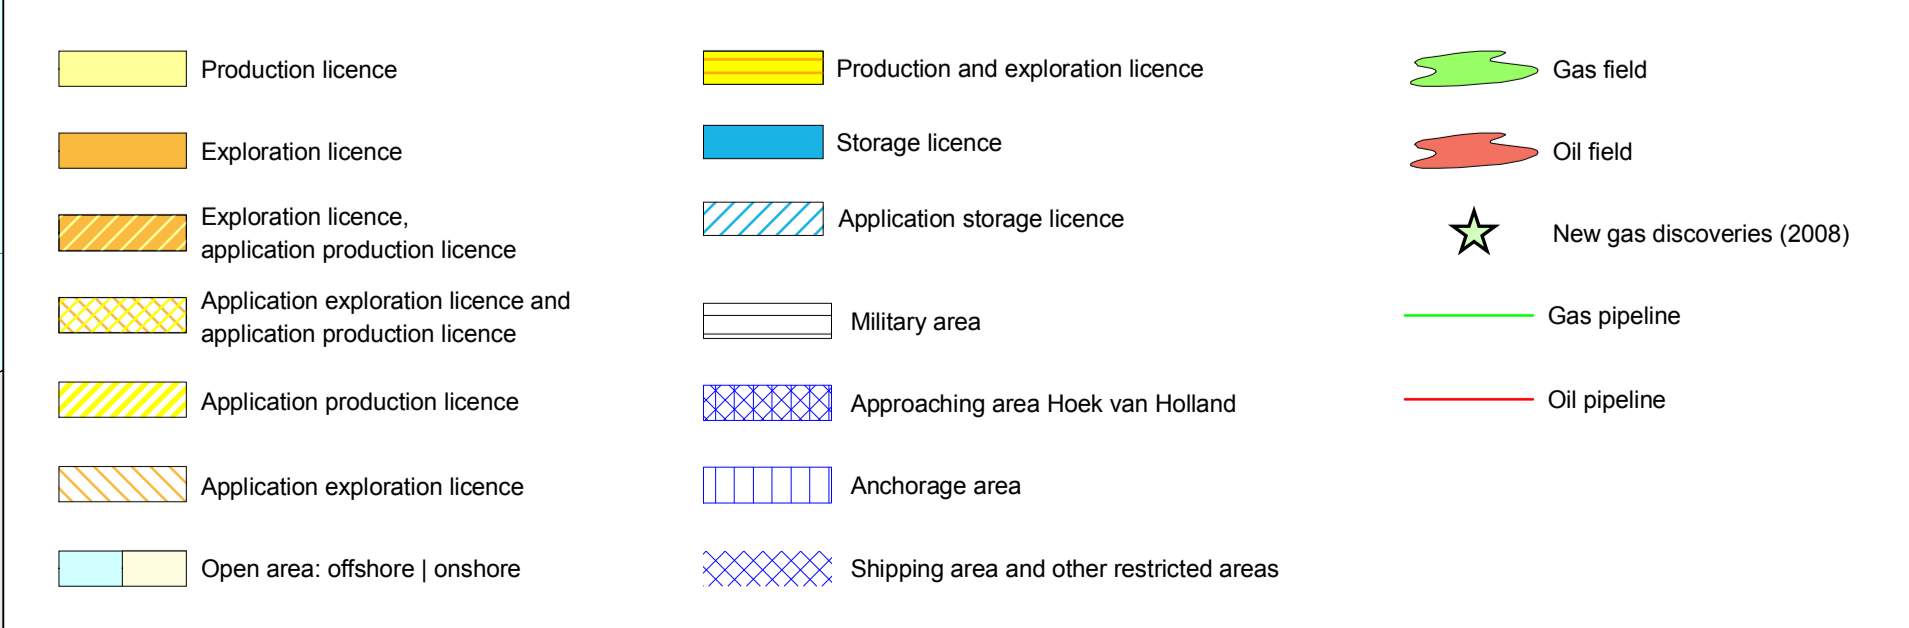 Production licence
Exploration licence
Exploration licence,
application production licence
Application exploration licence and
application production licence
Application production licence
Application exploration licence
Open area: offshore | onshore
Production and exploration licence
Storage licence
Application storage licence
Military area
Approaching area Hoek van Holland
Anchorage area
Shipping area and other restricted areas
Gas field
Oil field
New gas discoveries (2008)
Gas pipeline
Oil pipeline